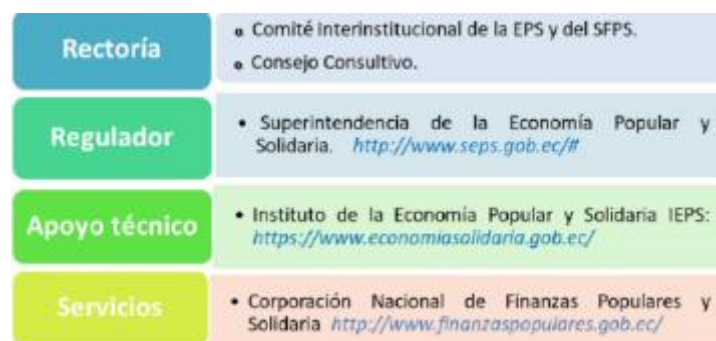 Rectoría
Comité Interinstitucional de la EPS y del SFPS.
Consejo Consultivo.
Regulador
Superintendencia de la Economía Popular y
Solidaria. http://www.seps.gob.ec/#
Apoyo técnico
Instituto de la Economia Popular y Solidaria IEPS:
https://www.economiasolidaria.gob.ec/
Servicios
Corporación Nacional de Finanzas Populares y
Solidaria http://www.finanzaspopulares.gob.ec/